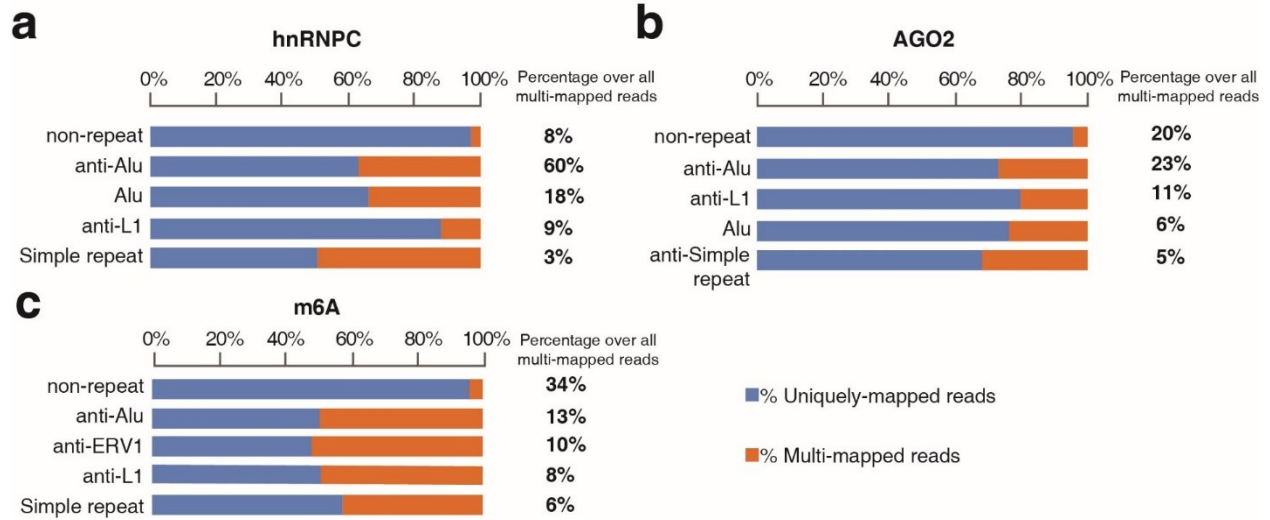 a
hnRNPC
0% 20% 40% 60% 80% 100%
Percentage over all
multi-mapped reads
non-repeat 8%
anti-Alu 60%
Alu 18%
anti-L1 9%
Simple repeat 3%
b
AGO2
0% 20% 40% 60% 80% 100%
Percentage over all
multi-mapped reads
non-repeat 20%
anti-Alu 23%
anti-L1 11%
Alu 6%
anti-Simple 5%
repeat
c
m6A
0% 20% 40% 60% 80% 100%
Percentage over all
multi-mapped reads
non-repeat 34%
anti-Alu 13%
anti-ERV1 10%
anti-L1 8%
Simple repeat 6%
% Uniquely-mapped reads
% Multi-mapped reads